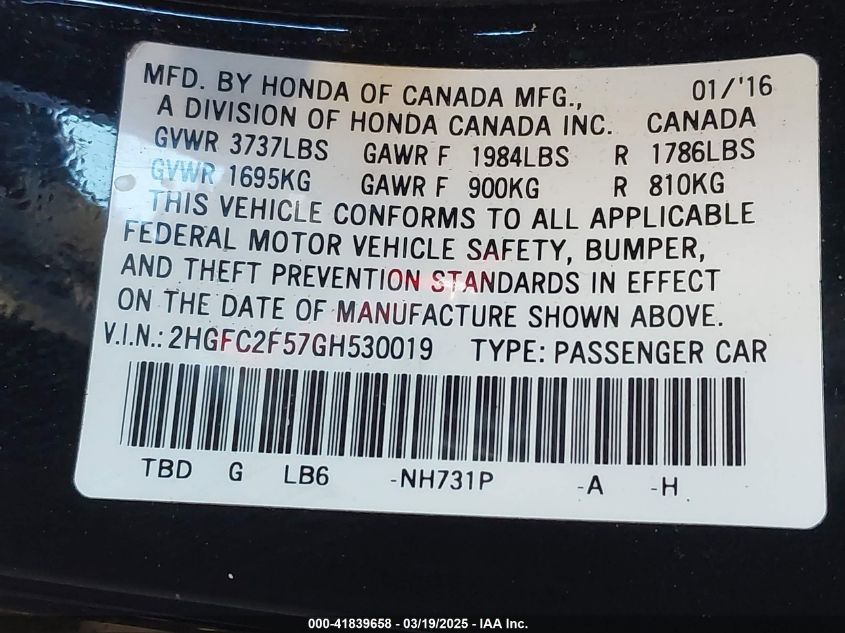 MFD. BY HONDA OF CANADA MFG., 01/'16
A DIVISION OF HONDA CANADA INC. CANADA
GVWR 3737LBS GAWR F 1984LBS R 1786LBS
GVWR 1695KG GAWR F 900KG R 810KG
THIS VEHICLE CONFORMS TO ALL APPLICABLE
FEDERAL MOTOR VEHICLE SAFETY, BUMPER,
AND THEFT PREVENTION STANDARDS IN EFFECT
ON THE DATE OF MANUFACTURE SHOWN ABOVE.
V.I.N.: 2HGFC2F57GH530019 TYPE: PASSENGER CAR
TBD G LB6 -NH731P -A -H
000-41839658 - 03/19/2025 - IAA Inc.